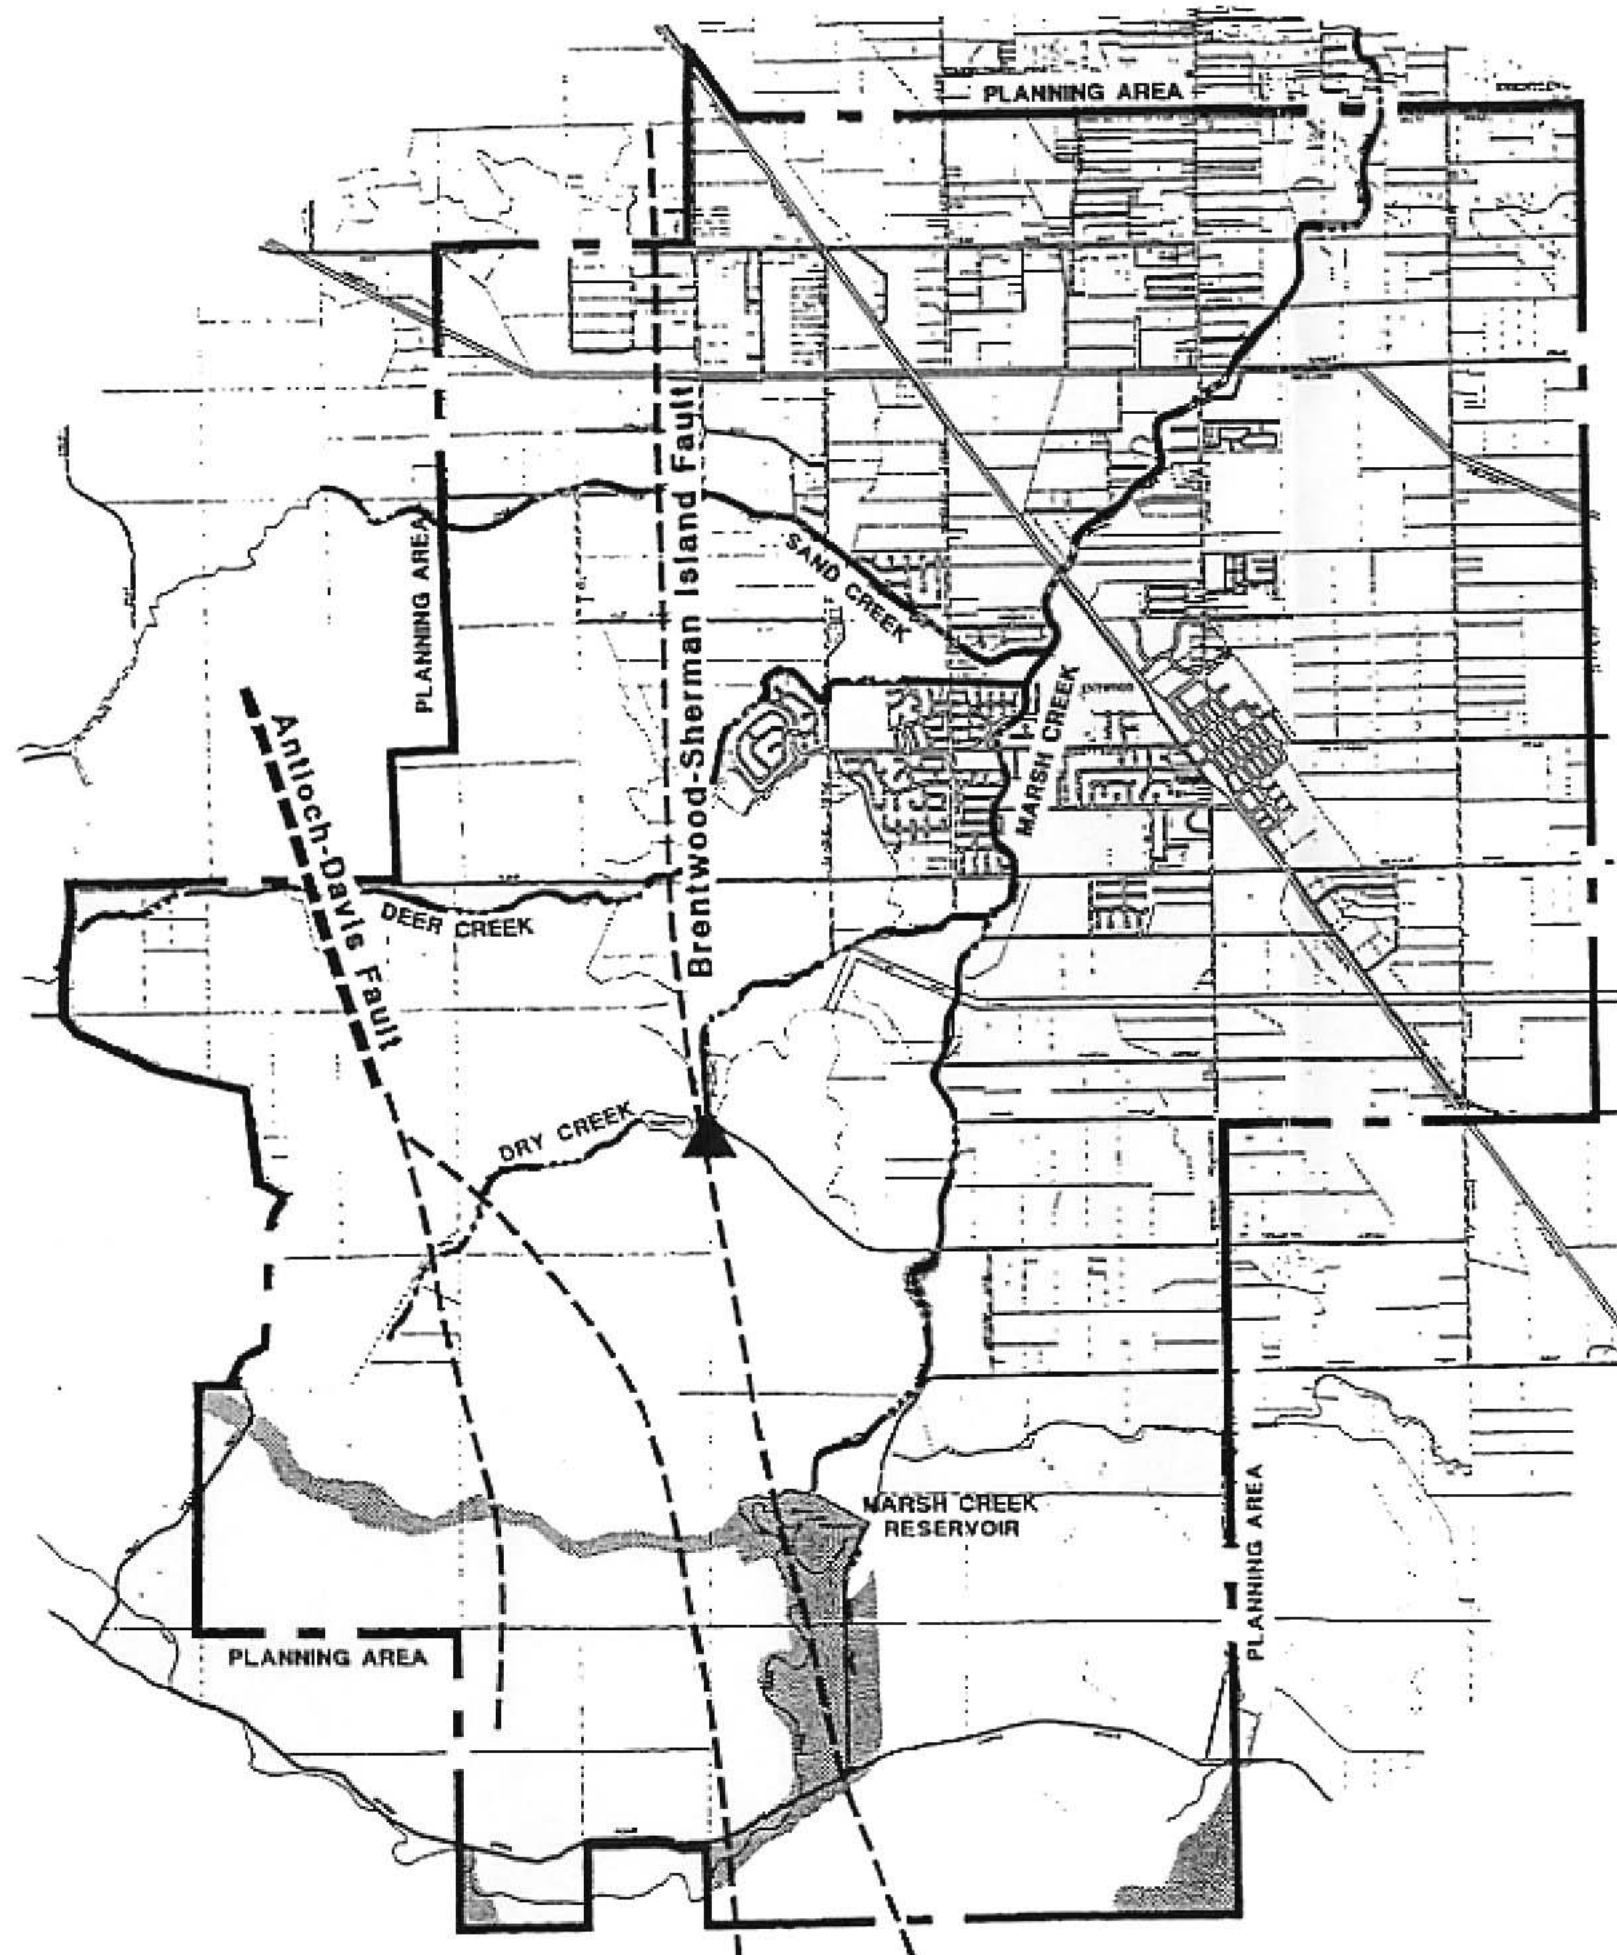 PLANNING AREA
Brentwood-Sherman Island Fault
PLANNING AREA
SAND CREEK
MARSH CREEK
Antioch-Davis Fault
DEER CREEK
DRY CREEK
MARSH CREEK
RESERVOIR
PLANNING AREA
PLANNING AREA